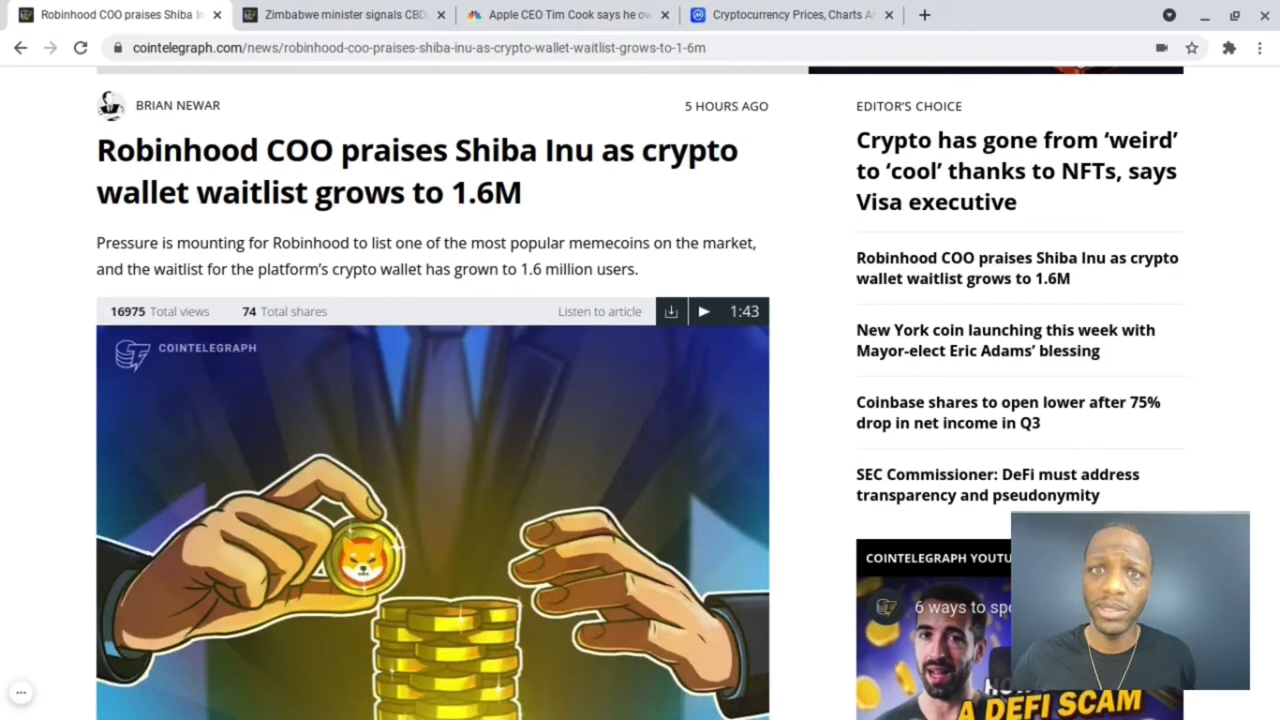 Robinhood COO praises Shiba In
Zimbabwe minister signals CBD
Apple CEO Tim Cook says he ow
Cryptocurrency Prices, Charts A
cointelegraph.com/news/robinhood-coo-praises-shiba-inu-as-crypto-wallet-waitlist-grows-to-1-6m
BRIAN NEWAR
5 HOURS AGO
Robinhood COO praises Shiba Inu as crypto
wallet waitlist grows to 1.6M
Pressure is mounting for Robinhood to list one of the most popular memecoins on the market,
and the waitlist for the platform's crypto wallet has grown to 1.6 million users.
16975 Total views 74 Total shares Listen to article 1:43
COINTELEGRAPH
EDITOR'S CHOICE
Crypto has gone from ‘weird’
to ‘cool’ thanks to NFTs, says
Visa executive
Robinhood COO praises Shiba Inu as crypto
wallet waitlist grows to 1.6M
New York coin launching this week with
Mayor-elect Eric Adams’ blessing
Coinbase shares to open lower after 75%
drop in net income in Q3
SEC Commissioner: DeFi must address
transparency and pseudonymity
COINTELEGRAPH YOUTU
6 ways to spo
A DEFI SCAM